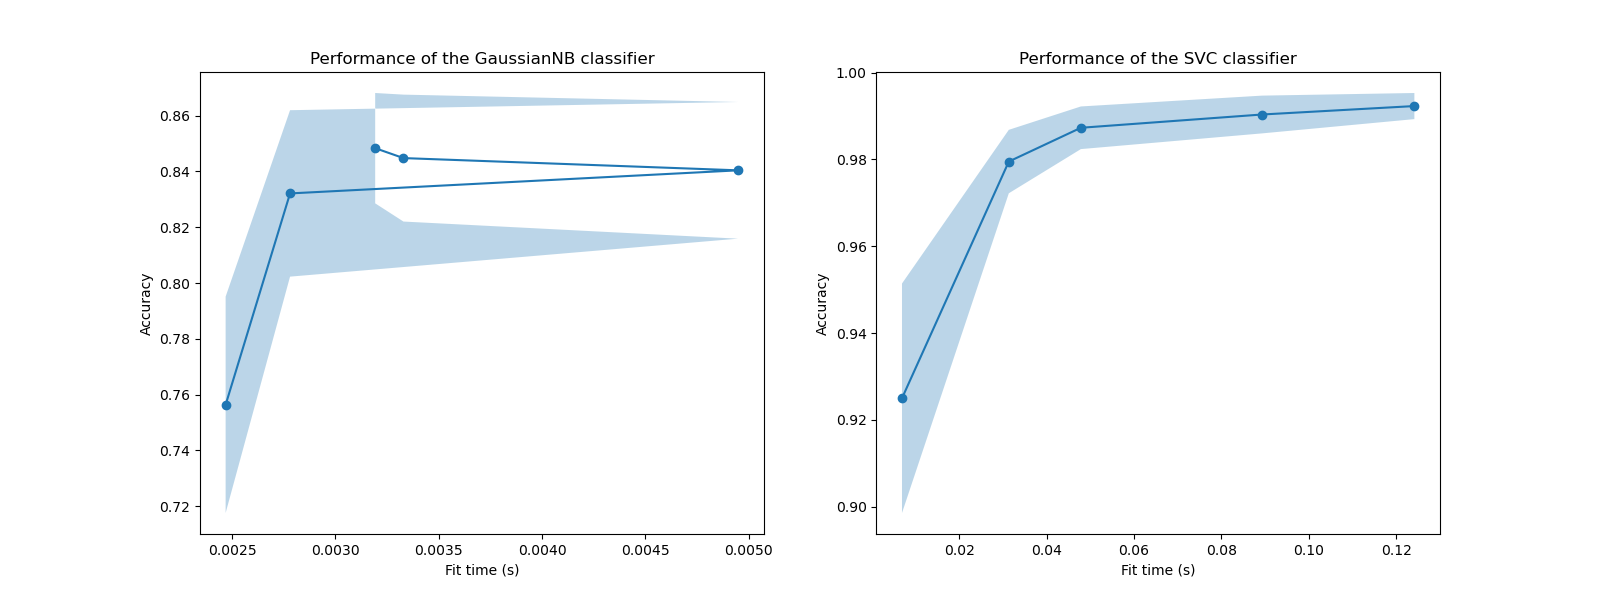 Performance of the GaussianNB classifier
0.86
0.84
0.82
0.80
0.78
0.76
0.74
0.72
Accuracy
0.0025 0.0030 0.0035 0.0040 0.0045 0.0050
Fit time (s)
Performance of the SVC classifier
1.00
0.98
0.96
0.94
0.92
0.90
Accuracy
0.02 0.04 0.06 0.08 0.10 0.12
Fit time (s)